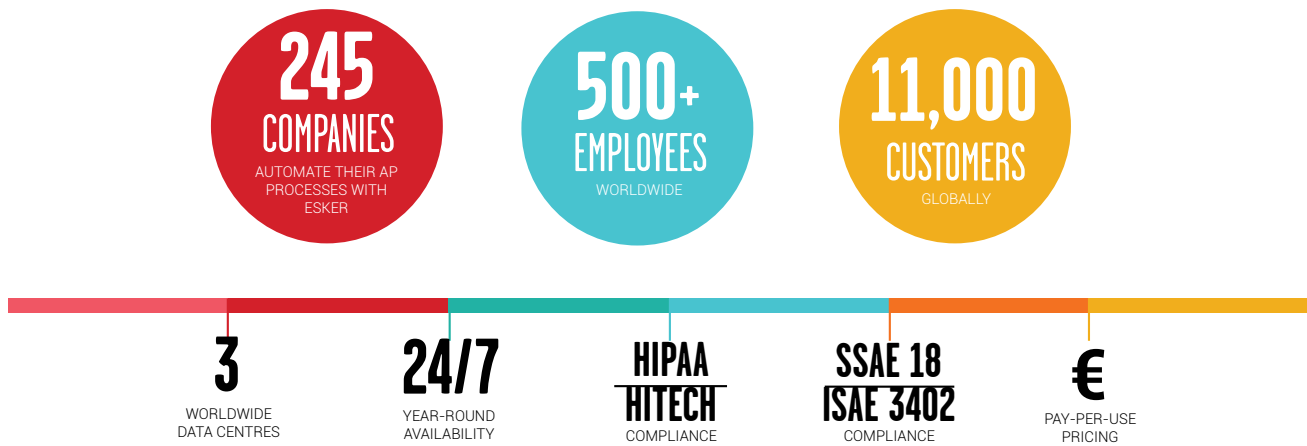 245
COMPANIES
AUTOMATE THEIR AP
PROCESSES WITH
ESKER
500+
EMPLOYEES
WORLDWIDE
11,000
CUSTOMERS
GLOBALLY
3
WORLDWIDE
DATA CENTRES
24/7
YEAR-ROUND
AVAILABILITY
HIPAA
HITECH
COMPLIANCE
SSAE 18
ISAE 3402
COMPLIANCE
€
PAY-PER-USE
PRICING